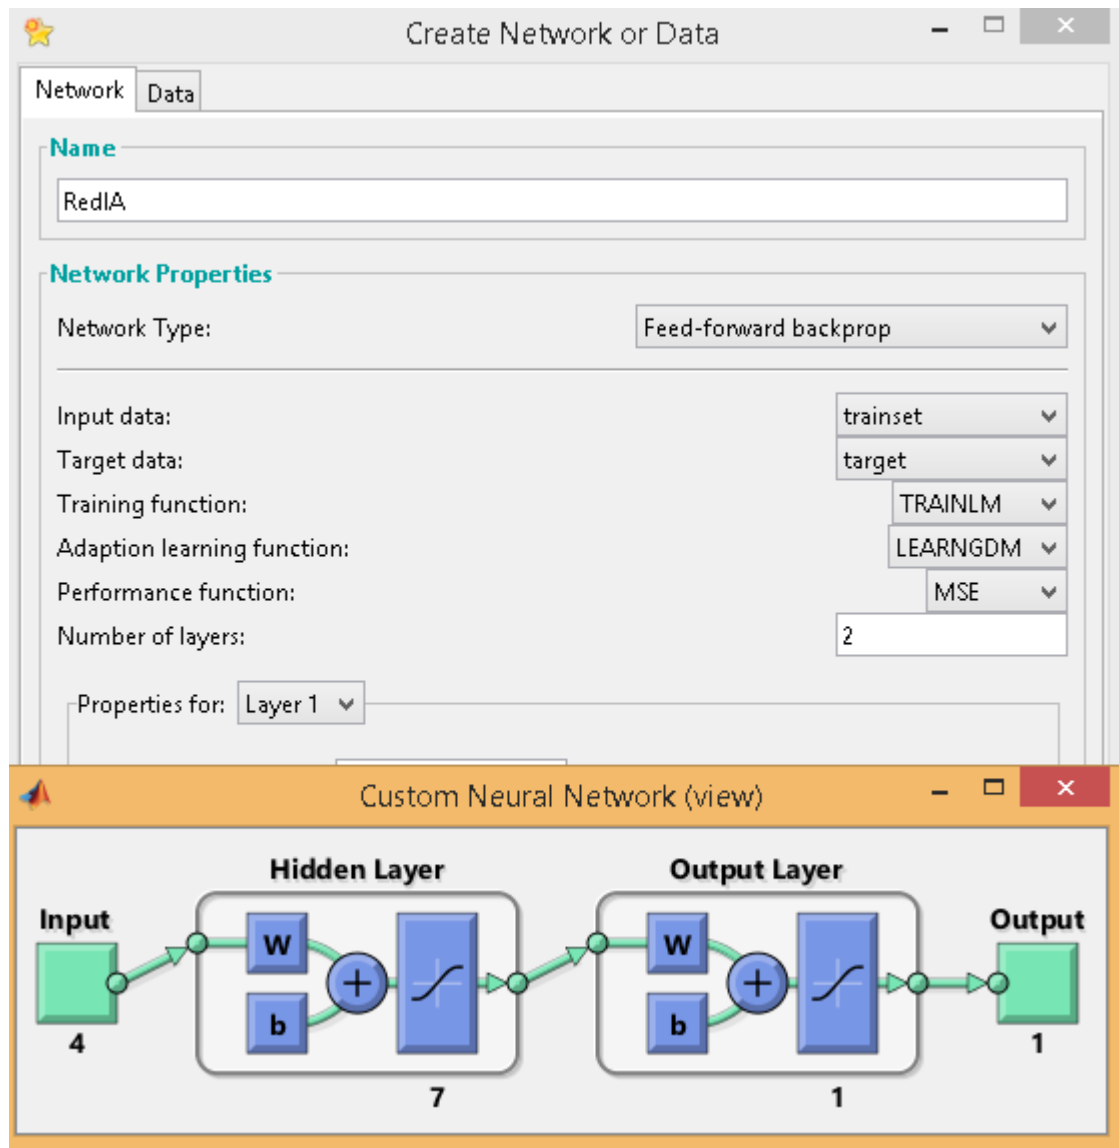 Create Network or Data
Network Data
Name
RedIA
Network Properties
Network Type: Feed-forward backprop
Input data: trainset
Target data: target
Training function: TRAINLM
Adaption learning function: LEARNGDM
Performance function: MSE
Number of layers: 2
Properties for: Layer 1
Custom Neural Network (view)
Hidden Layer Output Layer
Input Output
W W
b b
4 1
7 1